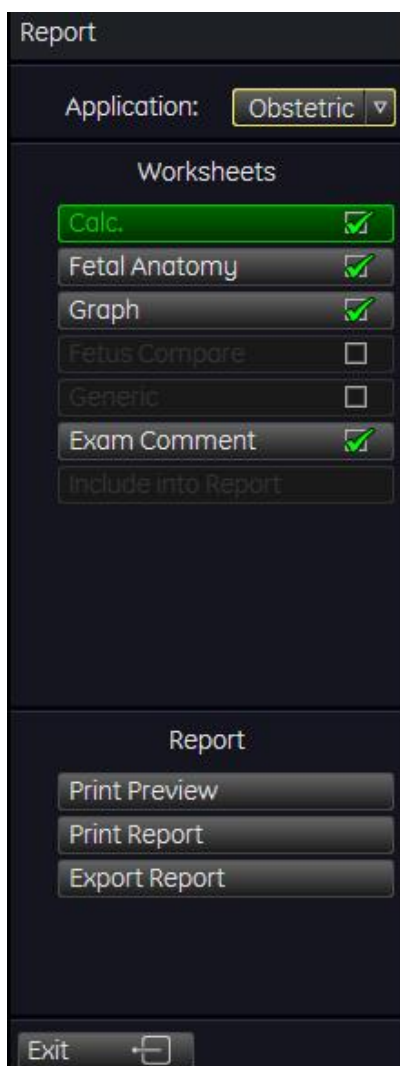 Report
Application: Obstetric
Worksheets
Calc.
Fetal Anatomy
Graph
Fetus Compare
Generic
Exam Comment
Include into Report
Report
Print Preview
Print Report
Export Report
Exit